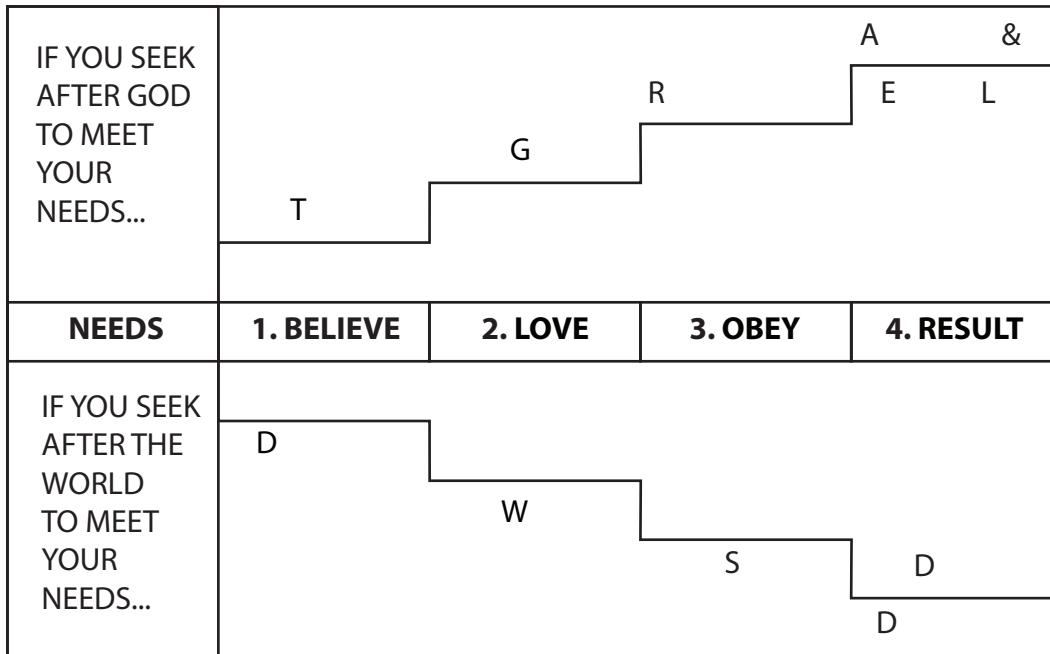 IF YOU SEEK
AFTER GOD
TO MEET
YOUR
NEEDS...
T
G
R
A &
E L
NEEDS
1. BELIEVE
2. LOVE
3. OBEY
4. RESULT
IF YOU SEEK
AFTER THE
WORLD
TO MEET
YOUR
NEEDS...
D
W
S
D
D